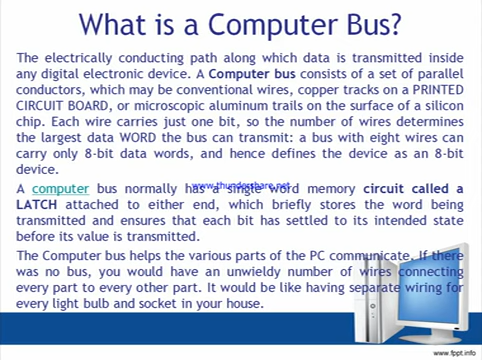 What is a Computer Bus?
The electrically conducting path along which data is transmitted inside
any digital electronic device. A Computer bus consists of a set of parallel
conductors, which may be conventional wires, copper tracks on a PRINTED
CIRCUIT BOARD, or microscopic aluminum trails on the surface of a silicon
chip. Each wire carries just one bit, so the number of wires determines
the largest data WORD the bus can transmit: a bus with eight wires can
carry only 8-bit data words, and hence defines the device as an 8-bit
device.
www.thundershare.net
A computer bus normally has a single word memory circuit called a
LATCH attached to either end, which briefly stores the word being
transmitted and ensures that each bit has settled to its intended state
before its value is transmitted.
The Computer bus helps the various parts of the PC communicate. If there
was no bus, you would have an unwieldy number of wires connecting
every part to every other part. It would be like having separate wiring for
every light bulb and socket in your house.
www.fppt.info